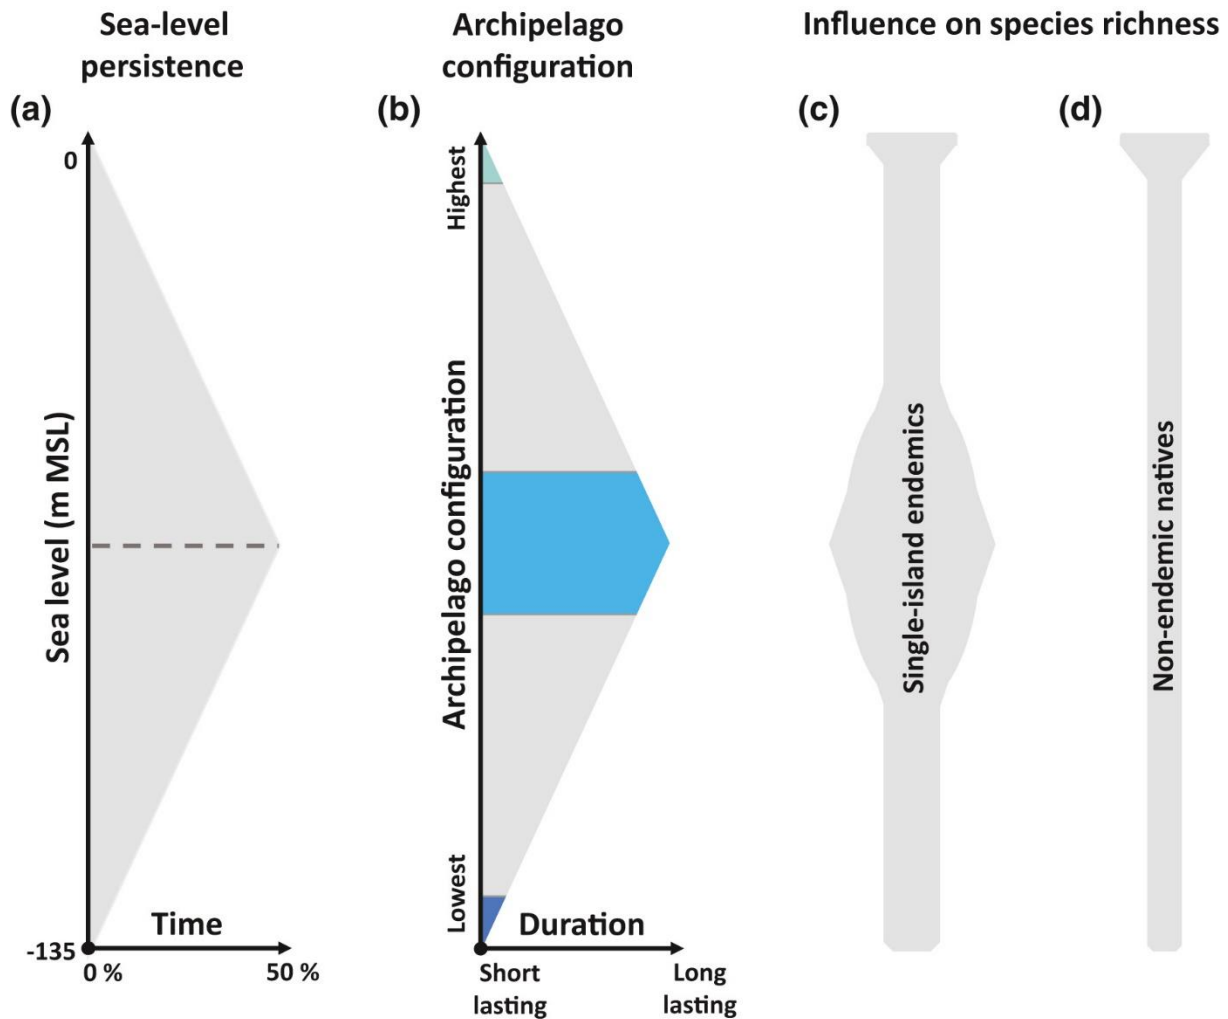 Sea-level
persistence
Archipelago
configuration
Influence on species richness
(a)
(b)
(c)
(d)
0
Sea level (m MSL)
-135
Time
0 %
50 %
Highest
Archipelago configuration
Lowest
Duration
Short
lasting
Long
lasting
Single-island endemics
Non-endemic natives